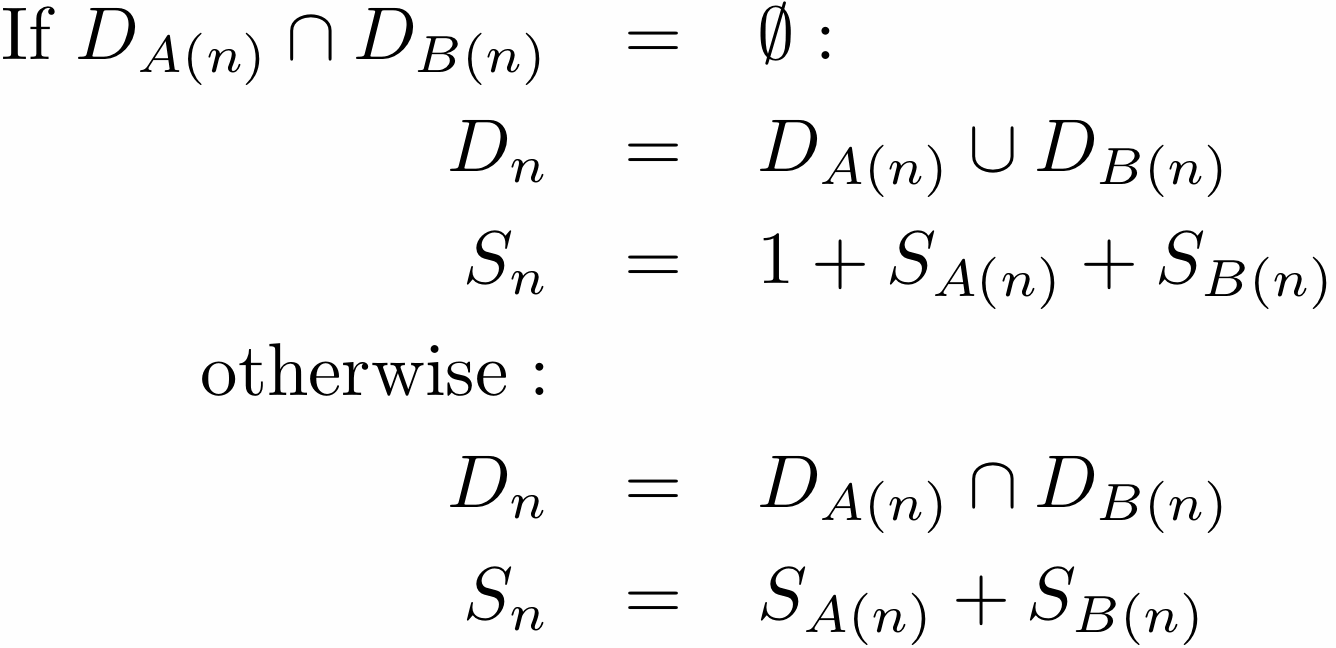 If D_{A(n)} ∩ D_{B(n)} = ∅ :
D_n = D_{A(n)} ∪ D_{B(n)}
S_n = 1 + S_{A(n)} + S_{B(n)}
otherwise :
D_n = D_{A(n)} ∩ D_{B(n)}
S_n = S_{A(n)} + S_{B(n)}